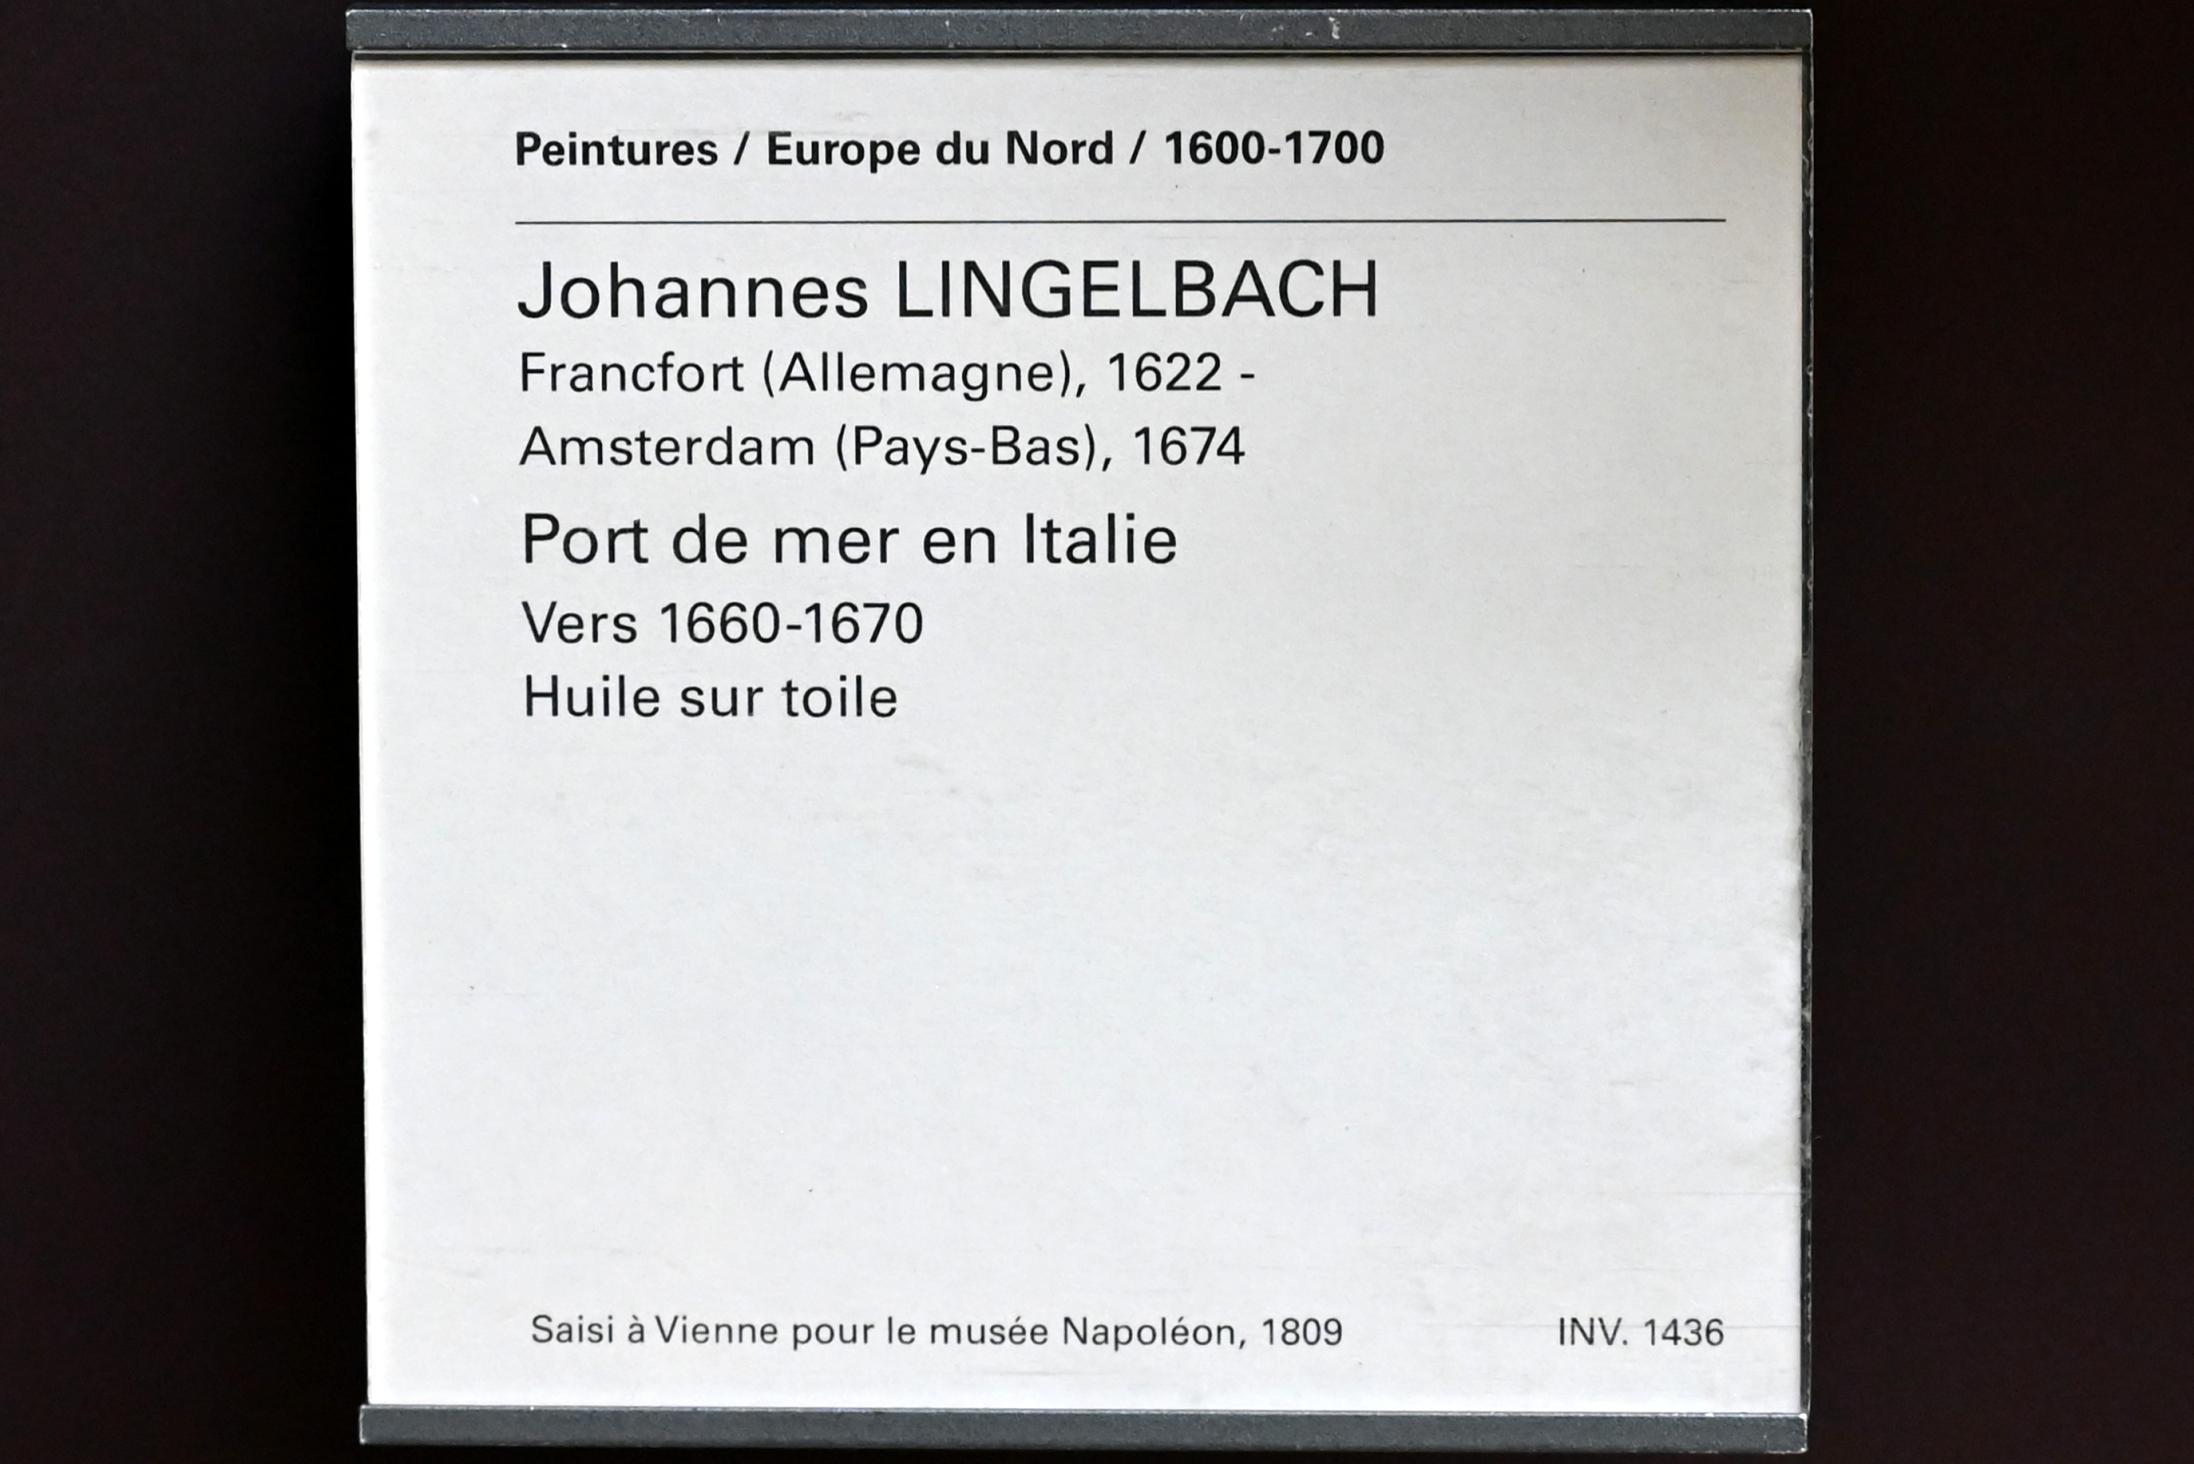 Peintures / Europe du Nord / 1600-1700
Johannes LINGELBACH
Francfort (Allemagne), 1622 -
Amsterdam (Pays-Bas), 1674
Port de mer en Italie
Vers 1660-1670
Huile sur toile
Saisi à Vienne pour le musée Napoléon, 1809 INV. 1436